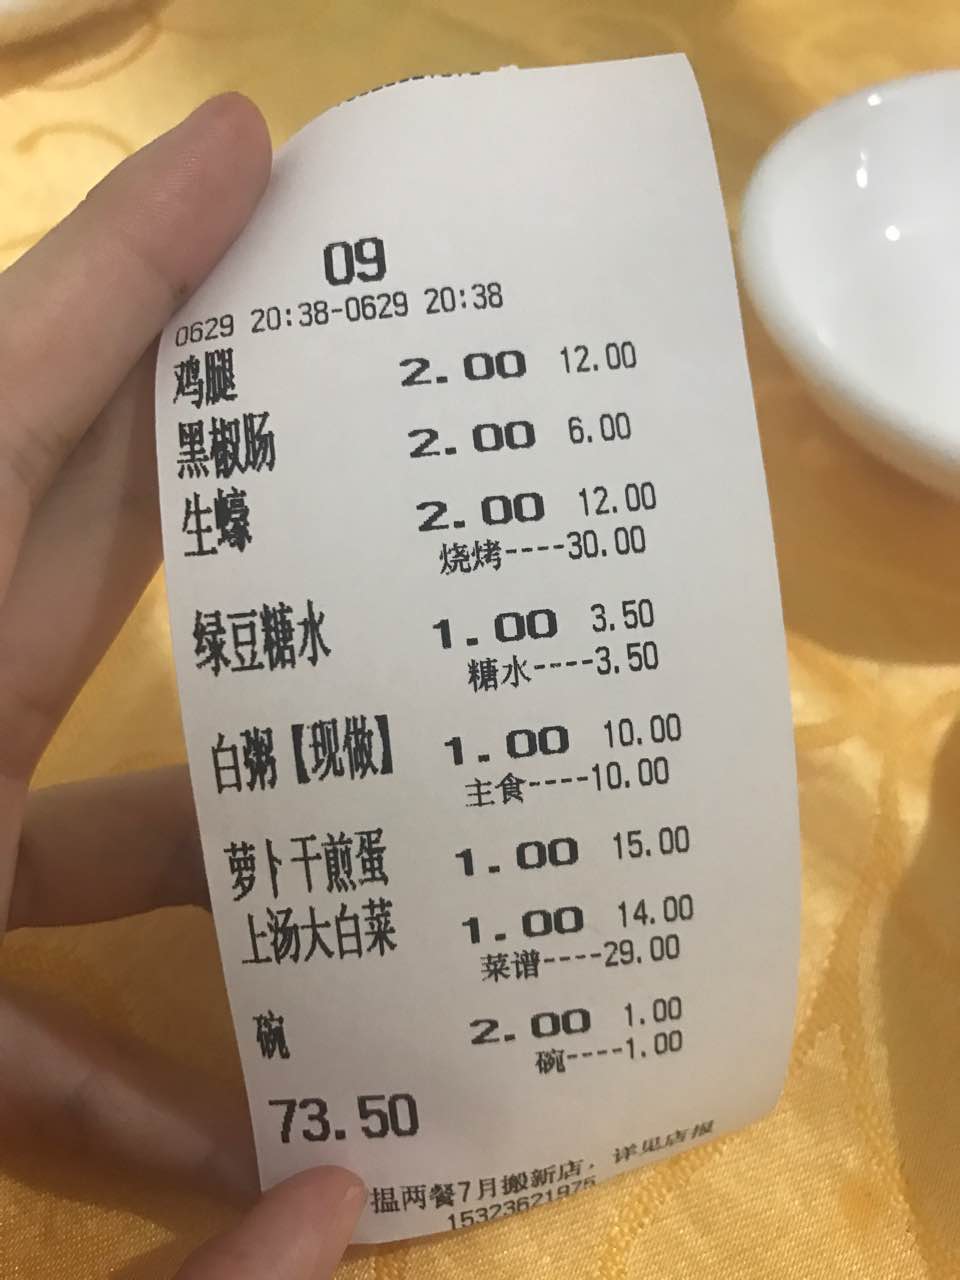 09
0629 20:38-0629 20:38
鸡腿 2.00 12.00
黑椒肠 2.00 6.00
生蠔 2.00 12.00
烧烤----30.00
绿豆糖水 1.00 3.50
糖水----3.50
白粥【现做】 1.00 10.00
主食----10.00
萝卜干煎蛋 1.00 15.00
上汤大白菜 1.00 14.00
菜谱----29.00
碗 2.00 1.00
碗----1.00
73.50
揾两餐7月搬新店，详见店报
15323621975